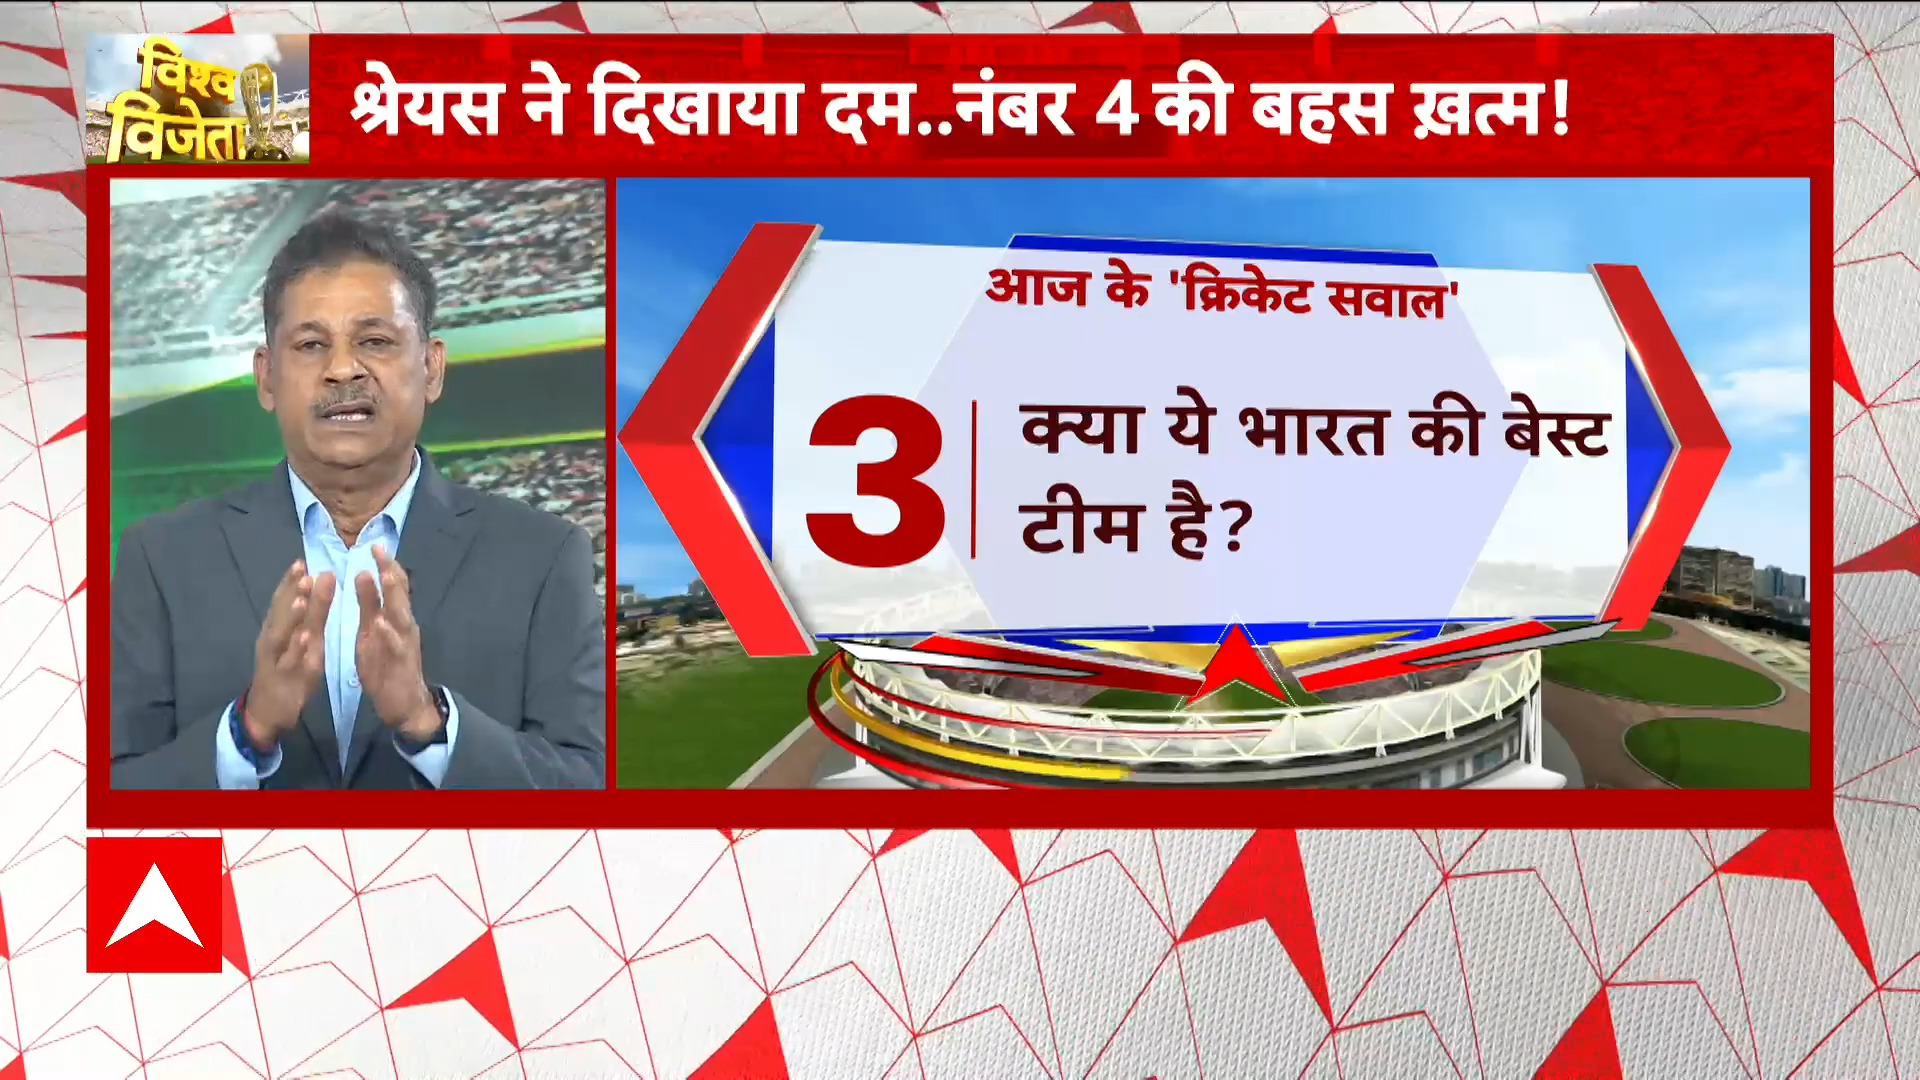 विश्व
विजेता
श्रेयस ने दिखाया दम..नंबर 4 की बहस ख़त्म!
आज के 'क्रिकेट सवाल'
3
क्या ये भारत की बेस्ट
टीम है?